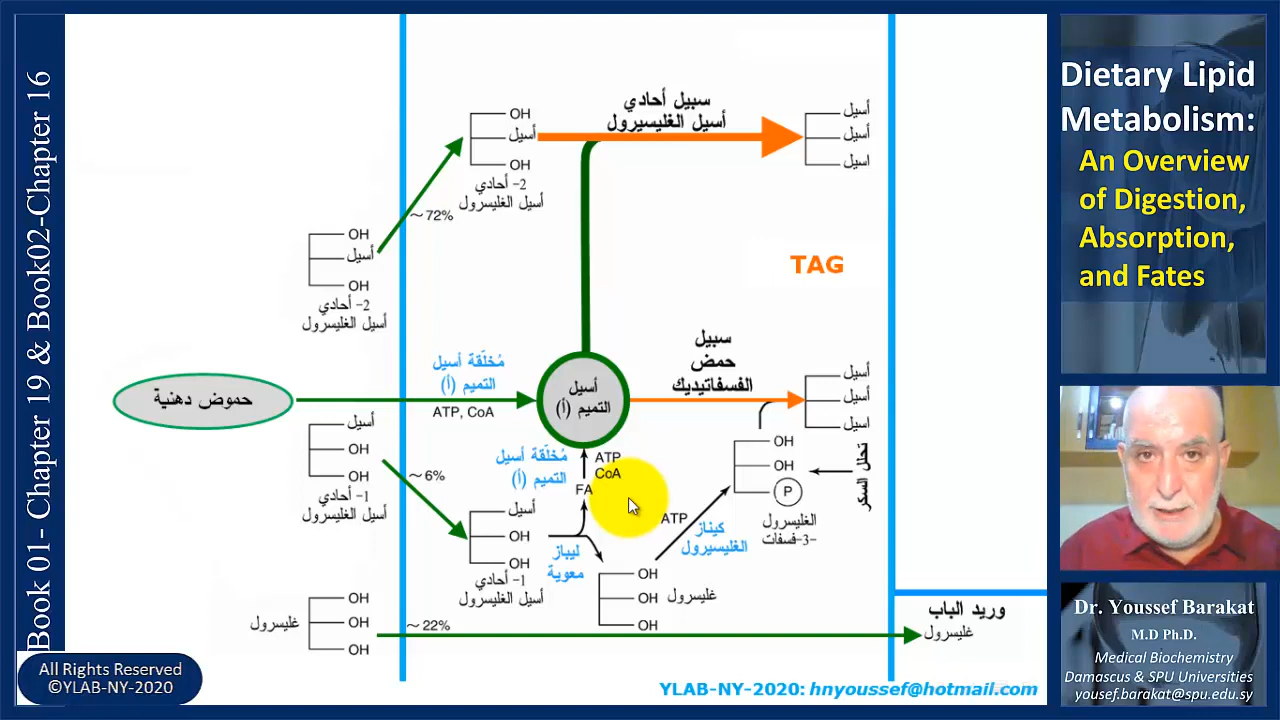 Book 01- Chapter 19 & Book02-Chapter 16
OH
أسيل
OH
2- أحادي
أسيل الغليسرول
سبيل أحادي
أسيل الغليسيرول
أسيل
أسيل
اسيل
~72%
OH
أسيل
OH
2- أحادي
أسيل الغليسرول
TAG
حموض دهنية
مُخلّقة أسيل
التميم (أ)
ATP, CoA
أسيل
التميم (أ)
سبيل
حمض
الفسفاتيديك
أسيل
أسيل
اسيل
أسيل
OH
OH
1- أحادي
أسيل الغليسرول
~6%
مُخلّقة أسيل
التميم (أ)
ATP
CoA
FA
أسيل
OH
OH
1- أحادي
أسيل الغليسرول
ليباز
معوية
OH
OH
OH
غليسرول
ATP
كيناز
الغليسيرول
OH
OH
P
الغليسرول
-3-فسفات
تحلل السكر
OH
OH
OH
غليسرول
~22%
وريد الباب
غليسرول
Dietary Lipid
Metabolism:
An Overview
of Digestion,
Absorption,
and Fates
Dr. Youssef Barakat
M.D Ph.D.
Medical Biochemistry
Damascus & SPU Universities
yousef.barakat@spu.edu.sy
All Rights Reserved
©YLAB-NY-2020
YLAB-NY-2020: hnyoussef@hotmail.com